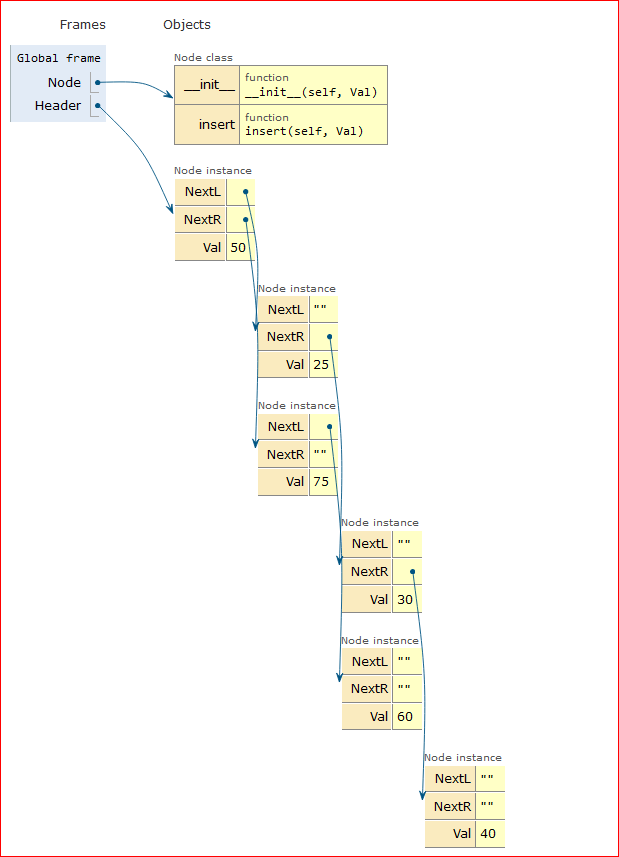 Frames Objects
Global frame
Node
Header
Node class
__init__ function
__init__(self, Val)
insert function
insert(self, Val)
Node instance
NextL
NextR
Val 50
Node instance
NextL ""
NextR
Val 25
Node instance
NextL
NextR ""
Val 75
Node instance
NextL ""
NextR
Val 30
Node instance
NextL ""
NextR ""
Val 60
Node instance
NextL ""
NextR ""
Val 40